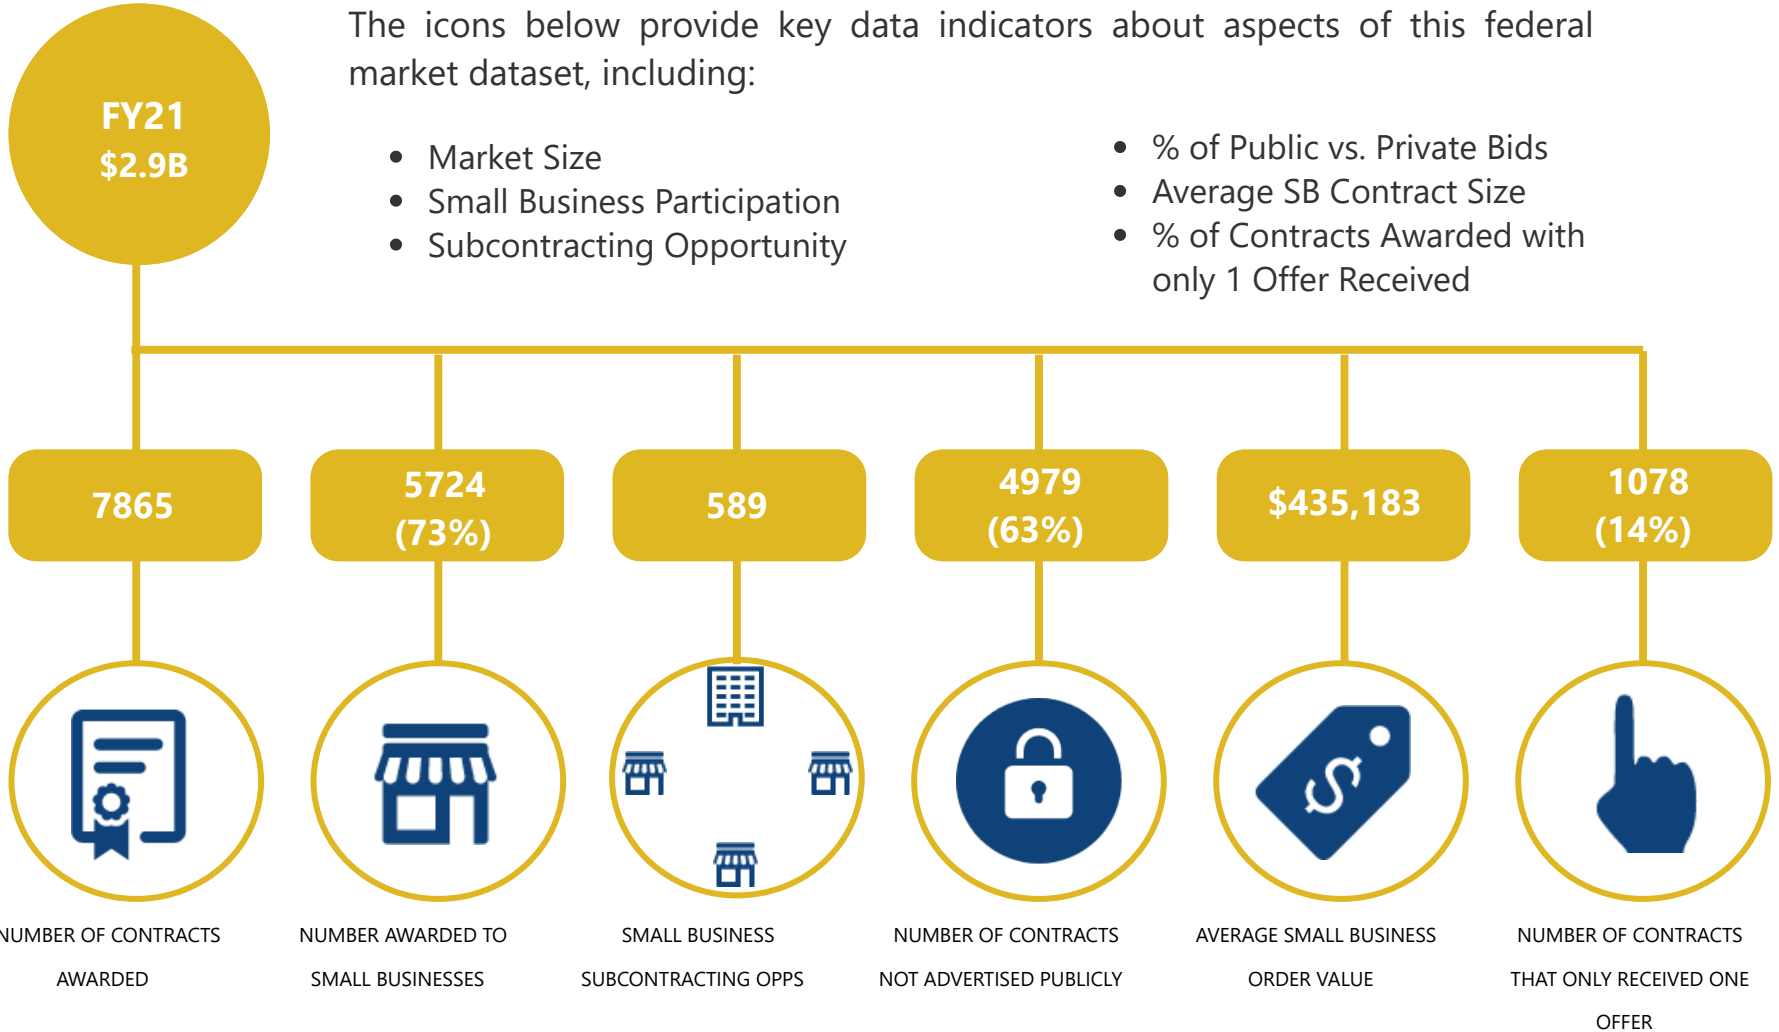 FY21
$2.9B
The icons below provide key data indicators about aspects of this federal
market dataset, including:
• Market Size
• Small Business Participation
• Subcontracting Opportunity
• % of Public vs. Private Bids
• Average SB Contract Size
• % of Contracts Awarded with
only 1 Offer Received
7865
5724
(73%)
589
4979
(63%)
$435,183
1078
(14%)
NUMBER OF CONTRACTS
AWARDED
NUMBER AWARDED TO
SMALL BUSINESSES
SMALL BUSINESS
SUBCONTRACTING OPPS
NUMBER OF CONTRACTS
NOT ADVERTISED PUBLICLY
AVERAGE SMALL BUSINESS
ORDER VALUE
NUMBER OF CONTRACTS
THAT ONLY RECEIVED ONE
OFFER